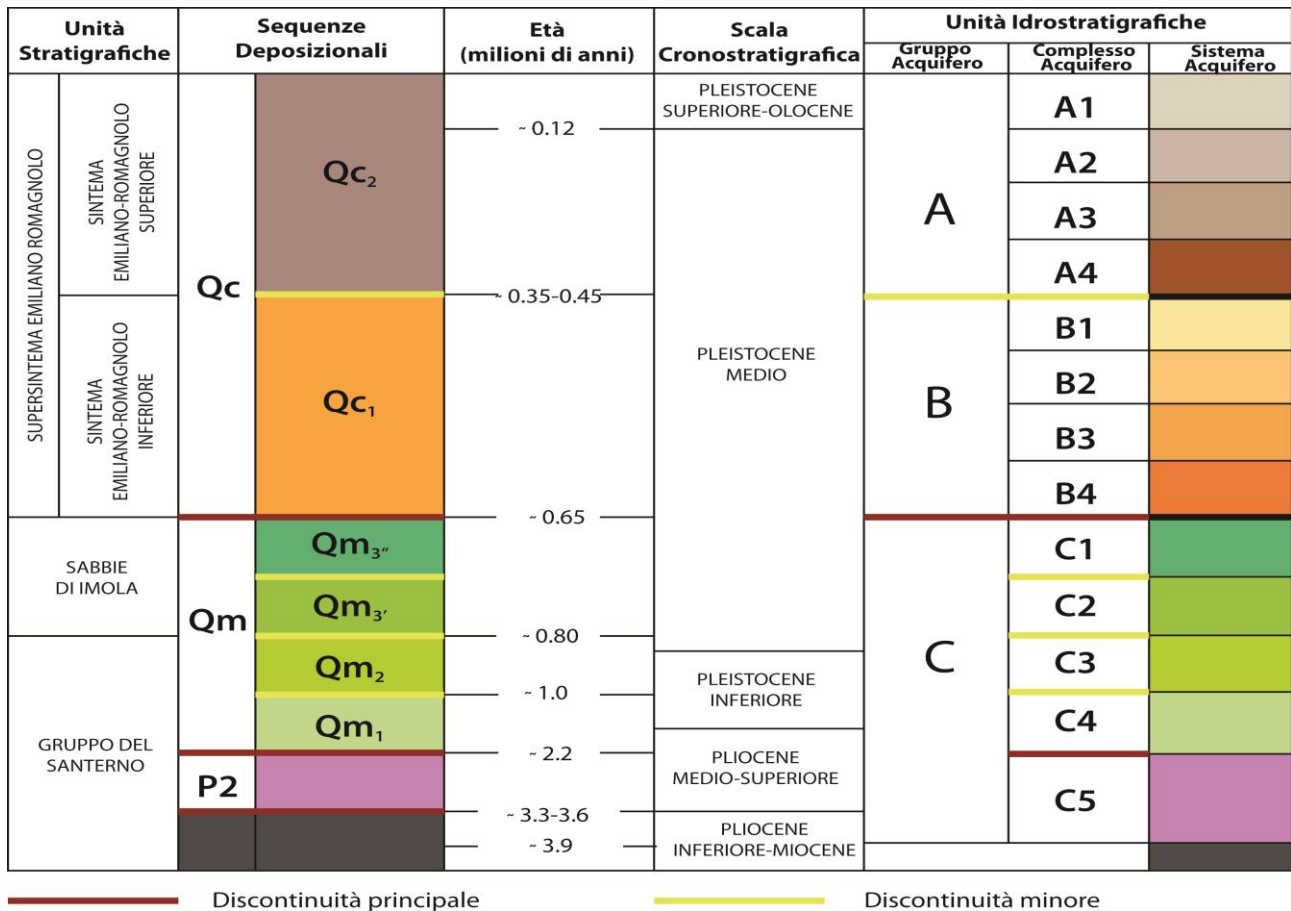 Unità
Stratigrafiche
Sequenze
Deposizionali
Età
(milioni di anni)
Scala
Cronostratigrafica
Unità Idrostratigrafiche
Gruppo
Acquifero
Complesso
Acquifero
Sistema
Acquifero
SUPERSINTEMA EMILIANO ROMAGNOLO
SINTEMA
EMILIANO-ROMAGNOLO
SUPERIORE
SINTEMA
EMILIANO-ROMAGNOLO
INFERIORE
SABBIE
DI IMOLA
GRUPPO DEL
SANTERNO
Qc
Qm
P2
Qc2
Qc1
Qm3"
Qm3'
Qm2
Qm1
~ 0.12
~ 0.35-0.45
~ 0.65
~ 0.80
~ 1.0
~ 2.2
~ 3.3-3.6
~ 3.9
PLEISTOCENE
SUPERIORE-OLOCENE
PLEISTOCENE
MEDIO
PLEISTOCENE
INFERIORE
PLIOCENE
MEDIO-SUPERIORE
PLIOCENE
INFERIORE-MIOCENE
A
B
C
A1
A2
A3
A4
B1
B2
B3
B4
C1
C2
C3
C4
C5
Discontinuità principale
Discontinuità minore